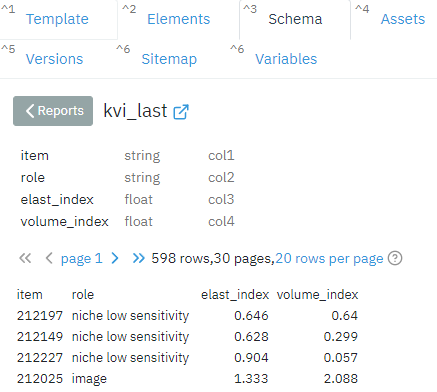 ^1 Template ^2 Elements ^3 Schema ^4 Assets
^5 Versions ^6 Sitemap ^6 Variables
Reports kvi_last
item string col1
role string col2
elast_index float col3
volume_index float col4
page 1 598 rows,30 pages,20 rows per page ?
item role elast_index volume_index
212197 niche low sensitivity 0.646 0.64
212149 niche low sensitivity 0.628 0.299
212227 niche low sensitivity 0.904 0.057
212025 image 1.333 2.088